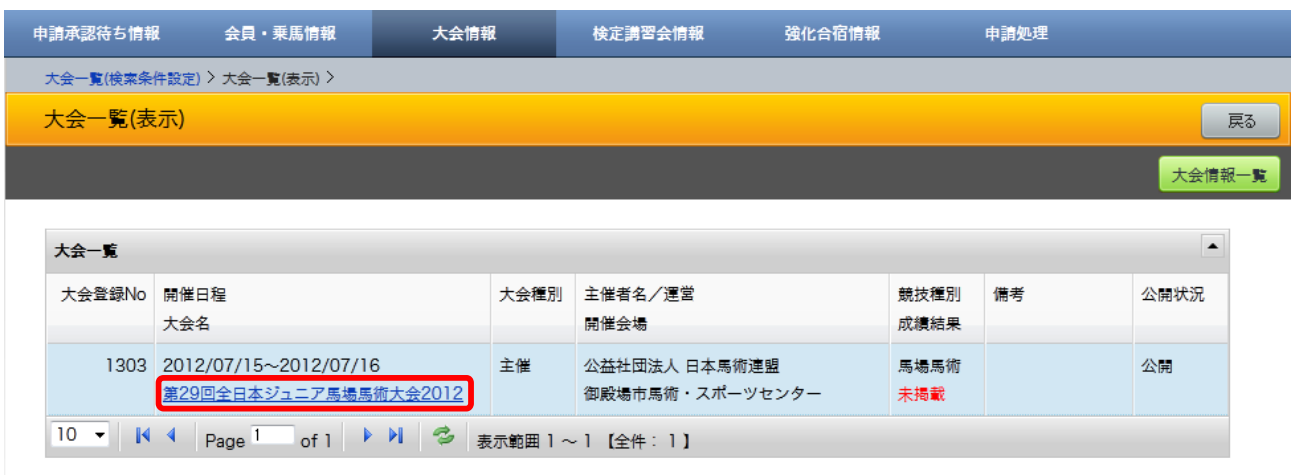 申請承認待ち情報 会員・乗馬情報 大会情報 検定講習会情報 強化合宿情報 申請処理
大会一覧(検索条件設定) > 大会一覧(表示) >
大会一覧(表示) 戻る
大会情報一覧
大会一覧
大会登録No 開催日程 大会種別 主催者名／運営 競技種別 備考 公開状況
大会名 開催会場 成績結果
1303 2012/07/15～2012/07/16 主催 公益社団法人 日本馬術連盟 馬場馬術 公開
第29回全日本ジュニア馬場馬術大会2012 御殿場市馬術・スポーツセンター 未掲載
10 Page 1 of 1 表示範囲 1 ～ 1 【全件： 1】